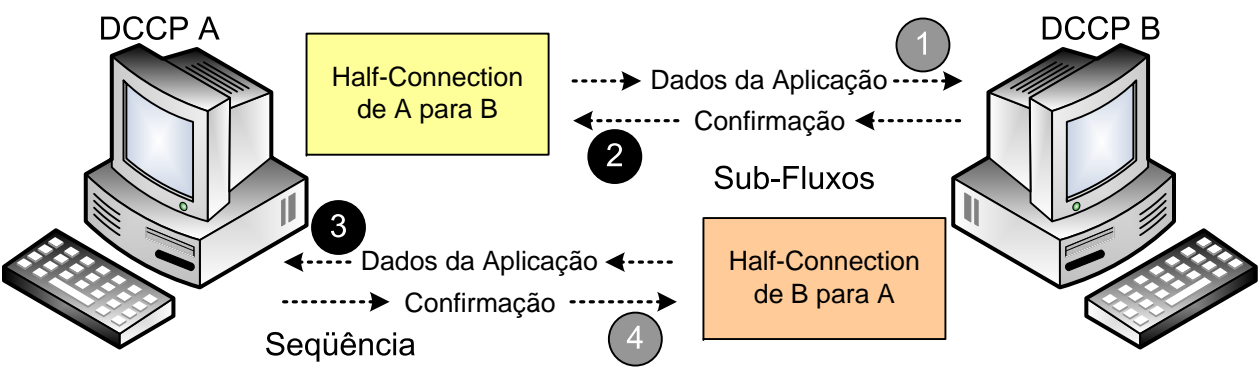 DCCP A
DCCP B
1
Half-Connection
de A para B
Dados da Aplicação
Confirmação
2
Sub-Fluxos
3
Dados da Aplicação
Confirmação
Half-Connection
de B para A
4
Seqüência